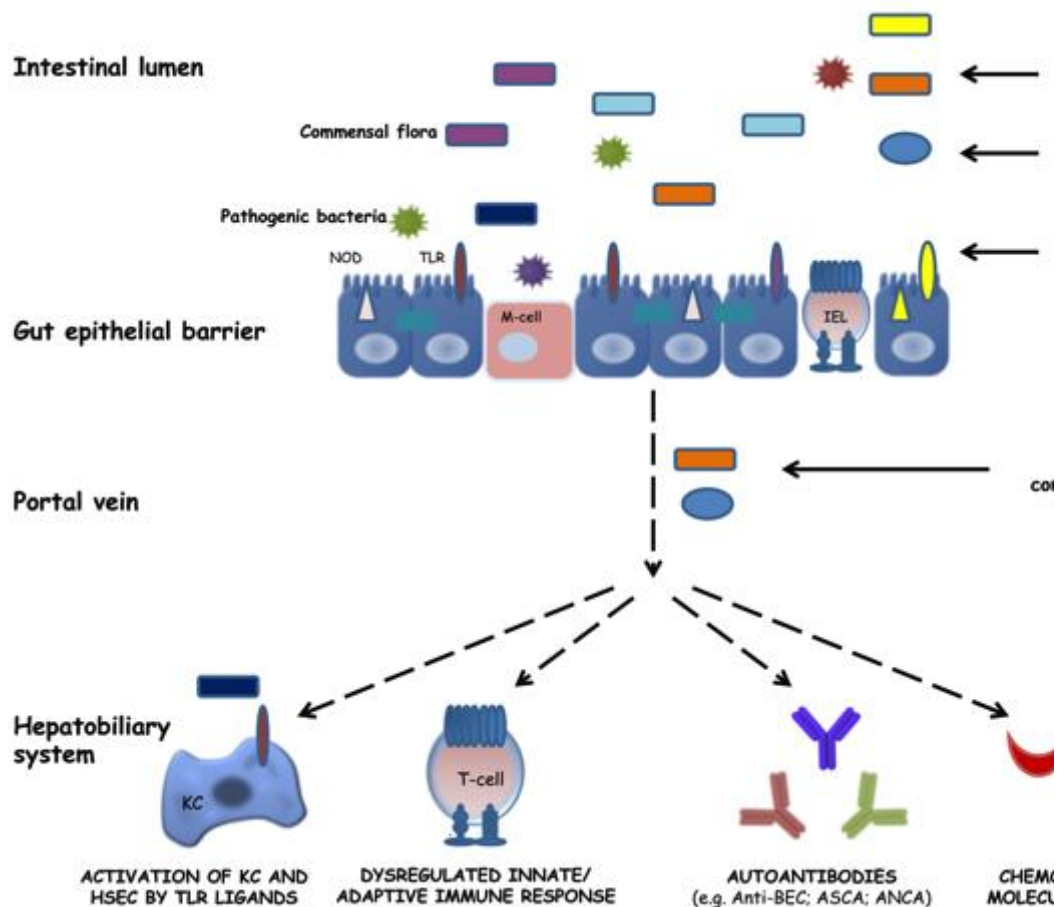 Intestinal lumen
Commensal flora
Pathogenic bacteria
NOD
TLR
M-cell
IEL
Gut epithelial barrier
Portal vein
Hepatobiliary
system
KC
T-cell
ACTIVATION OF KC AND
HSEC BY TLR LIGANDS
DYSREGULATED INNATE/
ADAPTIVE IMMUNE RESPONSE
AUTOANTIBODIES
(e.g. Anti-BEC; ASCA; ANCA)